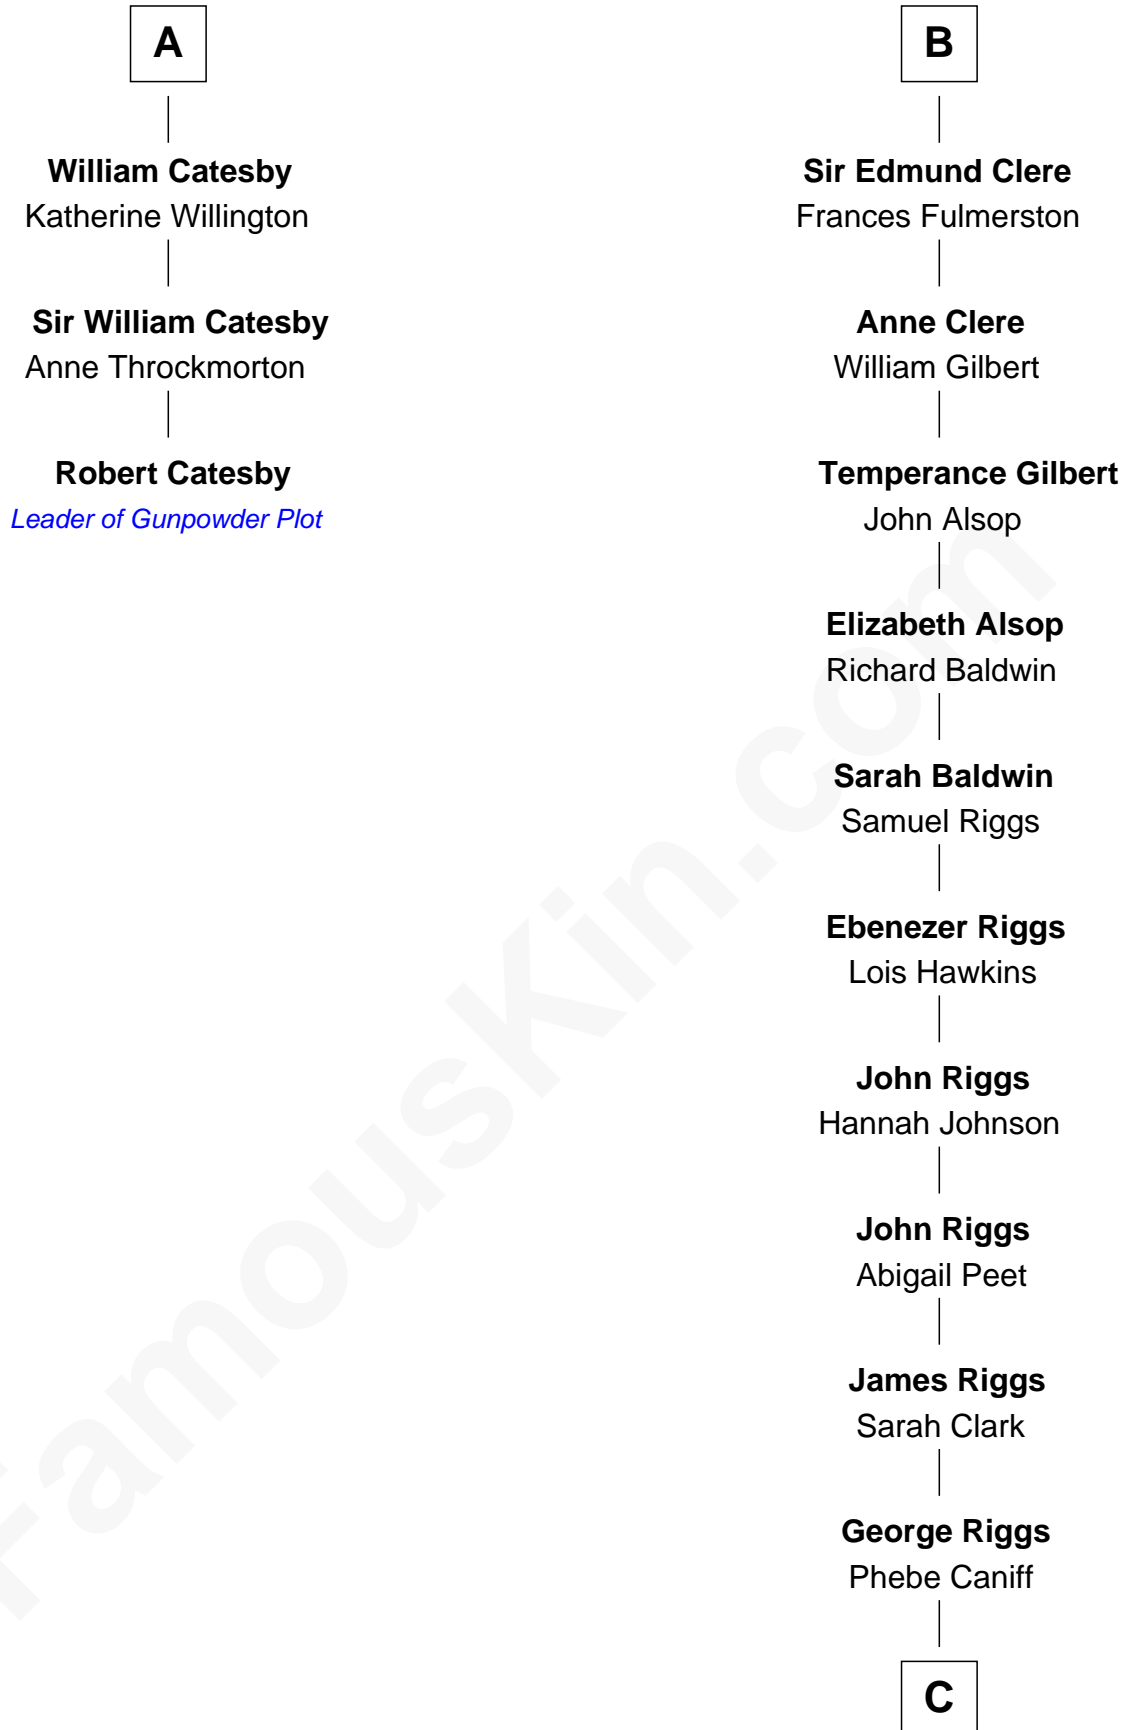 A
William Catesby
Katherine Willington
Sir William Catesby
Anne Throckmorton
Robert Catesby
Leader of Gunpowder Plot
B
Sir Edmund Clere
Frances Fulmerston
Anne Clere
William Gilbert
Temperance Gilbert
John Alsop
Elizabeth Alsop
Richard Baldwin
Sarah Baldwin
Samuel Riggs
Ebenezer Riggs
Lois Hawkins
John Riggs
Hannah Johnson
John Riggs
Abigail Peet
James Riggs
Sarah Clark
George Riggs
Phebe Caniff
C
FamousKin.com